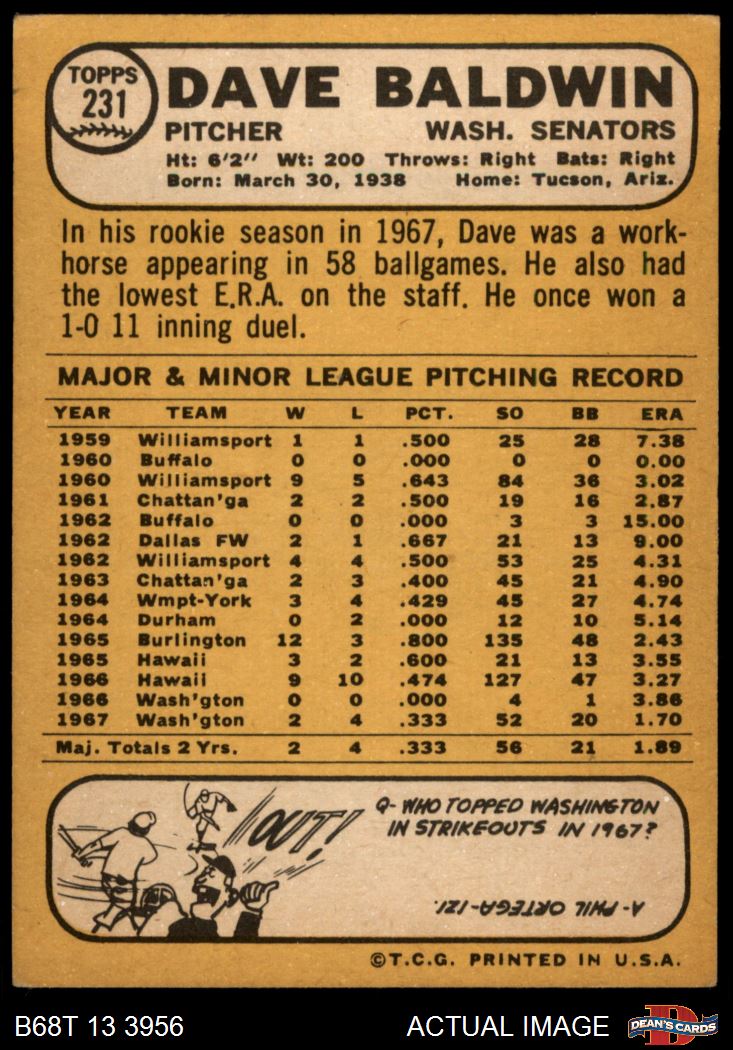 TOPPS
231
DAVE BALDWIN
PITCHER WASH. SENATORS
Ht: 6'2" Wt: 200 Throws: Right Bats: Right
Born: March 30, 1938 Home: Tucson, Ariz.
In his rookie season in 1967, Dave was a work-
horse appearing in 58 ballgames. He also had
the lowest E.R.A. on the staff. He once won a
1-0 11 inning duel.
MAJOR & MINOR LEAGUE PITCHING RECORD
YEAR TEAM W L PCT. SO BB ERA
1959 Williamsport 1 1 .500 25 28 7.38
1960 Buffalo 0 0 .000 0 0 0.00
1960 Williamsport 9 5 .643 84 36 3.02
1961 Chattan'ga 2 2 .500 19 16 2.87
1962 Buffalo 0 0 .000 3 3 15.00
1962 Dallas FW 2 1 .667 21 13 9.00
1962 Williamsport 4 4 .500 53 25 4.31
1963 Chattan'ga 2 3 .400 45 21 4.90
1964 Wmpt-York 3 4 .429 45 27 4.74
1964 Durham 0 2 .000 12 10 5.14
1965 Burlington 12 3 .800 135 48 2.43
1965 Hawaii 3 2 .600 21 13 3.55
1966 Hawaii 9 10 .474 127 47 3.27
1966 Wash'gton 0 0 .000 4 1 3.86
1967 Wash'gton 2 4 .333 52 20 1.70
Maj. Totals 2 Yrs. 2 4 .333 56 21 1.89
OUT!
Q- WHO TOPPED WASHINGTON
IN STRIKEOUTS IN 1967?
A- PHIL ORTEGA-121.
©T.C.G. PRINTED IN U.S.A.
B68T 13 3956 ACTUAL IMAGE
D
DEAN'S CARDS